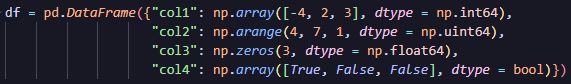 df = pd.DataFrame({"col1": np.array([-4, 2, 3], dtype = np.int64),
"col2": np.arange(4, 7, 1, dtype = np.uint64),
"col3": np.zeros(3, dtype = np.float64),
"col4": np.array([True, False, False], dtype = bool)})